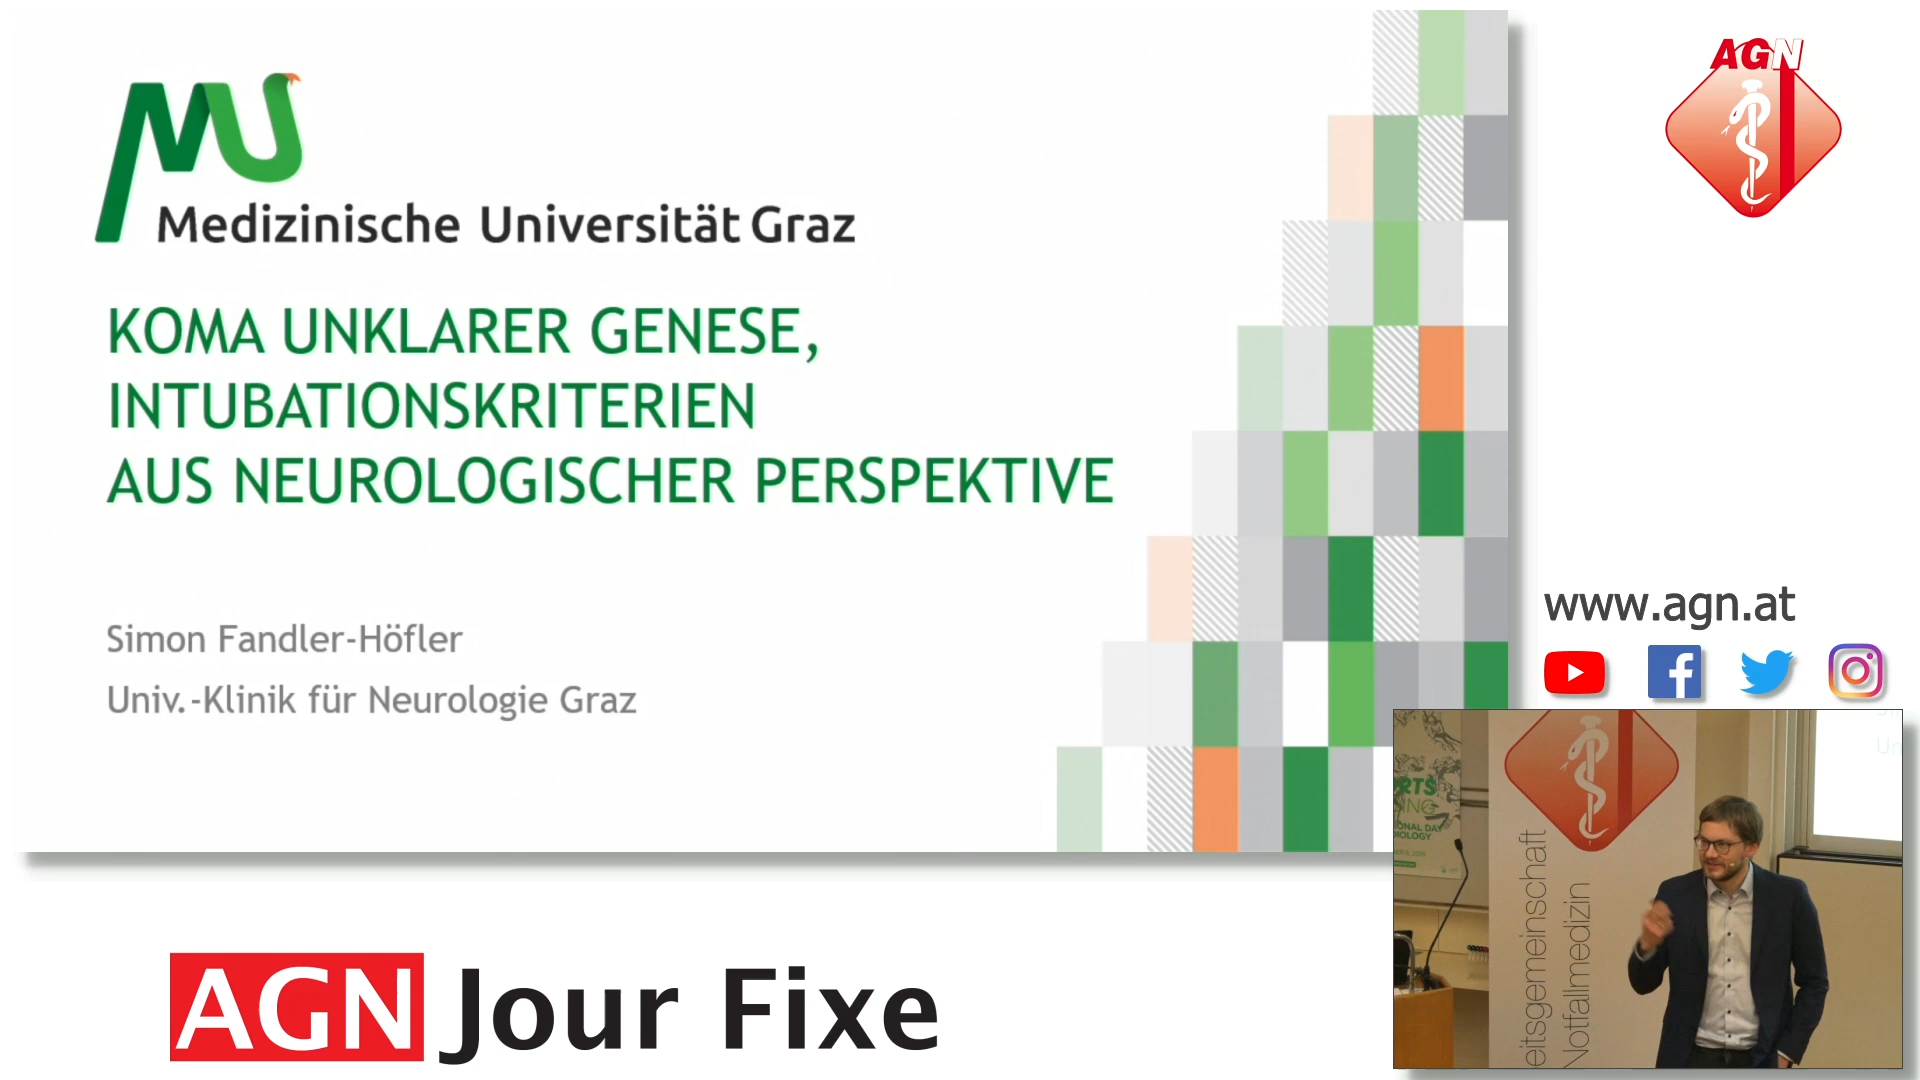 Medizinische Universität Graz
KOMA UNKLARER GENESE,
INTUBATIONSKRITERIEN
AUS NEUROLOGISCHER PERSPEKTIVE
Simon Fandler-Höfler
Univ.-Klinik für Neurologie Graz
AGN
www.agn.at
eitsgemeinschaft
Notfallmedizin
AGN Jour Fixe